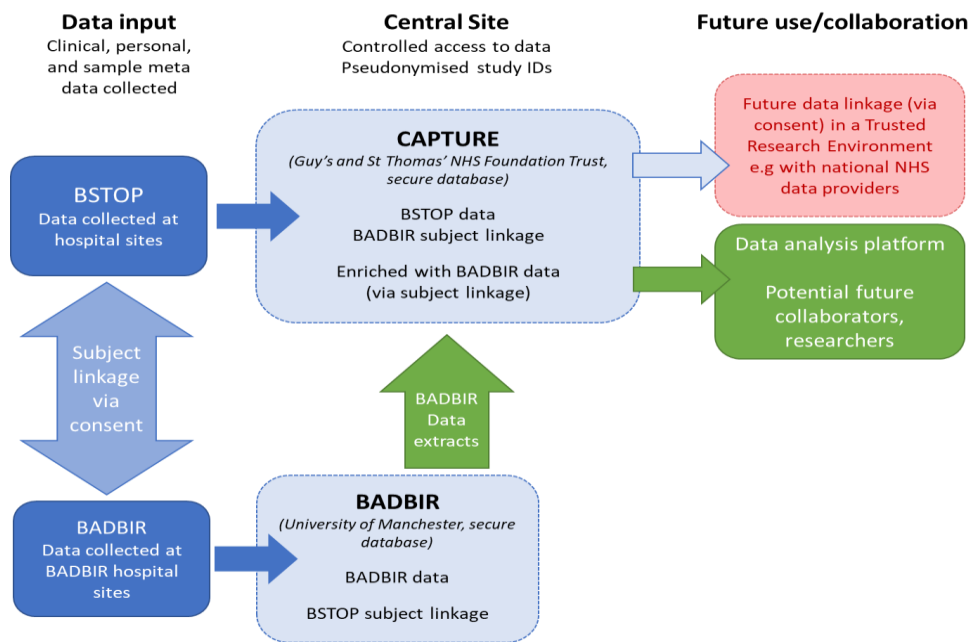 Data input
Clinical, personal,
and sample meta
data collected
Central Site
Controlled access to data
Pseudonymised study IDs
Future use/collaboration
BSTOP
Data collected at
hospital sites
CAPTURE
(Guy's and St Thomas' NHS Foundation Trust,
secure database)
BSTOP data
BADBIR subject linkage
Enriched with BADBIR data
(via subject linkage)
Future data linkage (via
consent) in a Trusted
Research Environment
e.g with national NHS
data providers
Data analysis platform
Potential future
collaborators,
researchers
Subject
linkage
via
consent
BADBIR
Data
extracts
BADBIR
Data collected at
BADBIR hospital
sites
BADBIR
(University of Manchester, secure
database)
BADBIR data
BSTOP subject linkage